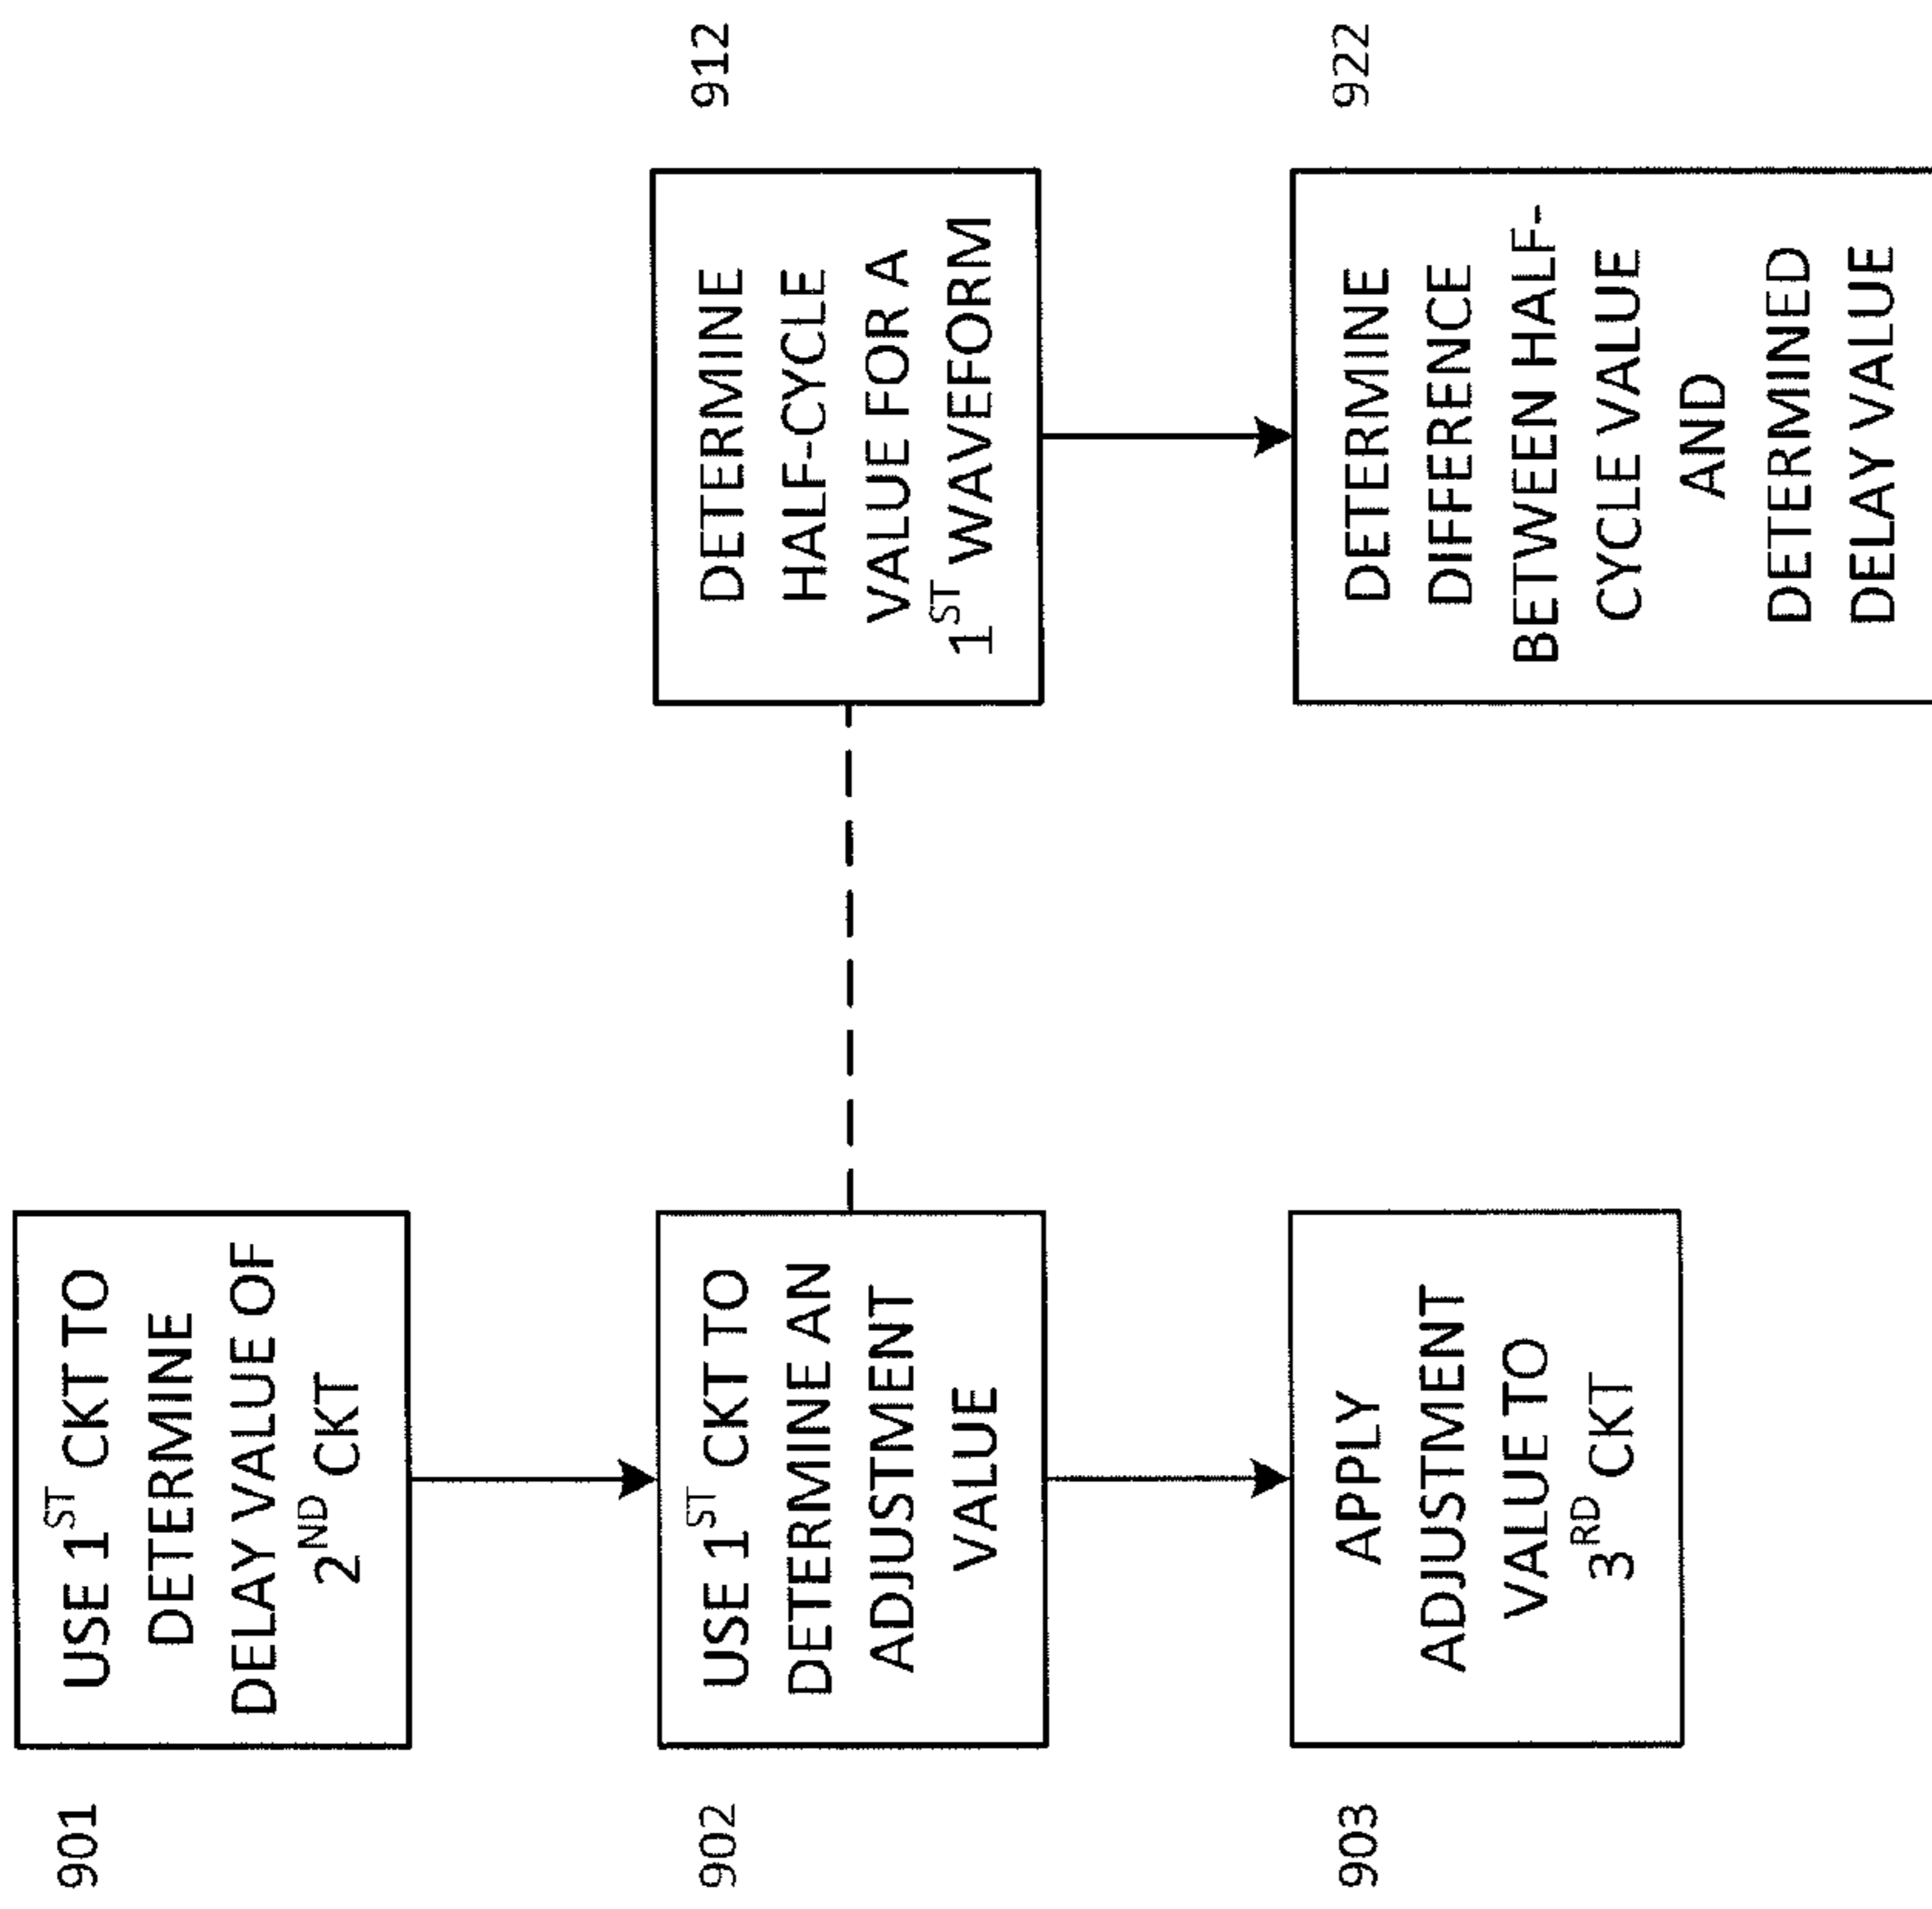 901
USE 1ST CKT TO
DETERMINE
DELAY VALUE OF
2ND CKT
902
USE 1ST CKT TO
DETERMINE AN
ADJUSTMENT
VALUE
903
APPLY
ADJUSTMENT
VALUE TO
3RD CKT
912
DETERMINE
HALF-CYCLE
VALUE FOR A
1ST WAVEFORM
922
DETERMINE
DIFFERENCE
BETWEEN HALF-
CYCLE VALUE
AND
DETERMINED
DELAY VALUE